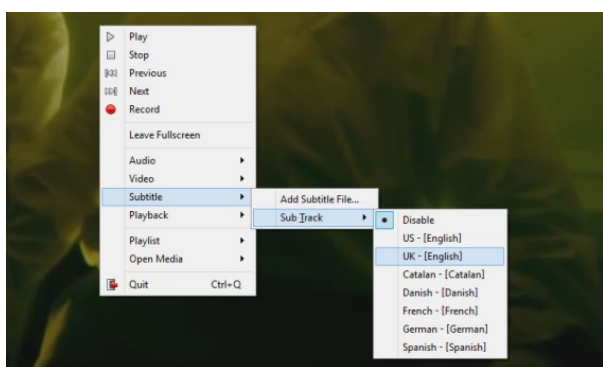 Play
Stop
Previous
Next
Record
Leave Fullscreen
Audio
Video
Subtitle
Playback
Playlist
Open Media
Quit Ctrl+Q
Add Subtitle File...
Sub Track
Disable
US - [English]
UK - [English]
Catalan - [Catalan]
Danish - [Danish]
French - [French]
German - [German]
Spanish - [Spanish]